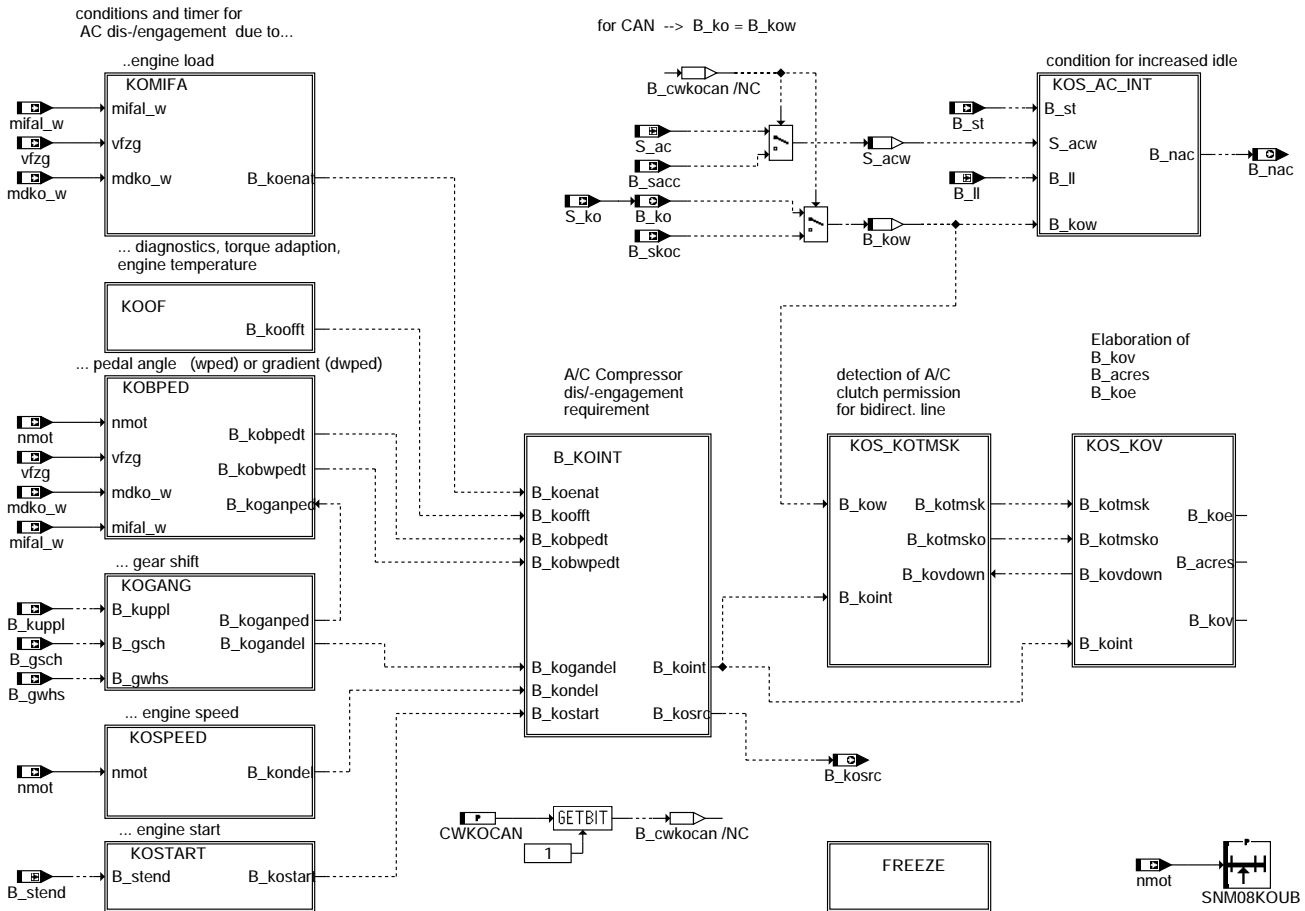 conditions and timer for
AC dis-/engagement due to...
..engine load
KOMIFA
mifal_w
mifal_w
vfzg
vfzg
mdko_w
mdko_w
B_koenat
... diagnostics, torque adaption,
engine temperature
KOOF
B_koofft
... pedal angle (wped) or gradient (dwped)
KOBPED
nmot
nmot
B_kobpedt
vfzg
vfzg
B_kobwpedt
mdko_w
mdko_w
B_koganped
mifal_w
mifal_w
... gear shift
KOGANG
B_kuppl
B_kuppl
B_koganped
B_gsch
B_gsch
B_kogandel
B_gwhs
B_gwhs
... engine speed
KOSPEED
nmot
nmot
B_kondel
... engine start
KOSTART
B_stend
B_stend
B_kostart
for CAN --> B_ko = B_kow
B_cwkocan /NC
S_ac
B_sacc
S_ko
B_ko
B_skoc
S_acw
B_kow
condition for increased idle
KOS_AC_INT
B_st
B_st
S_acw
B_ll
B_ll
B_kow
B_nac
B_nac
A/C Compressor
dis/-engagement
requirement
B_KOINT
B_koenat
B_koofft
B_kobpedt
B_kobwpedt
B_kogandel
B_kondel
B_kostart
B_koint
B_kosrc
B_kosrc
detection of A/C
clutch permission
for bidirect. line
KOS_KOTMSK
B_kow
B_kotmsk
B_kotmsko
B_kovdown
B_koint
Elaboration of
B_kov
B_acres
B_koe
KOS_KOV
B_kotmsk
B_kotmsko
B_kovdown
B_koint
B_koe
B_acres
B_kov
P
CWKOCAN
GETBIT
1
B_cwkocan /NC
FREEZE
nmot
P
SNM08KOUB